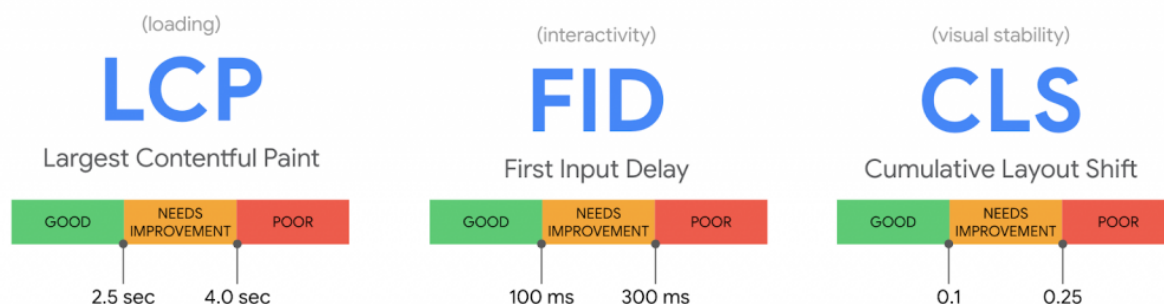 (loading)
LCP
Largest Contentful Paint
GOOD
NEEDS
IMPROVEMENT
POOR
2.5 sec
4.0 sec
(interactivity)
FID
First Input Delay
GOOD
NEEDS
IMPROVEMENT
POOR
100 ms
300 ms
(visual stability)
CLS
Cumulative Layout Shift
GOOD
NEEDS
IMPROVEMENT
POOR
0.1
0.25